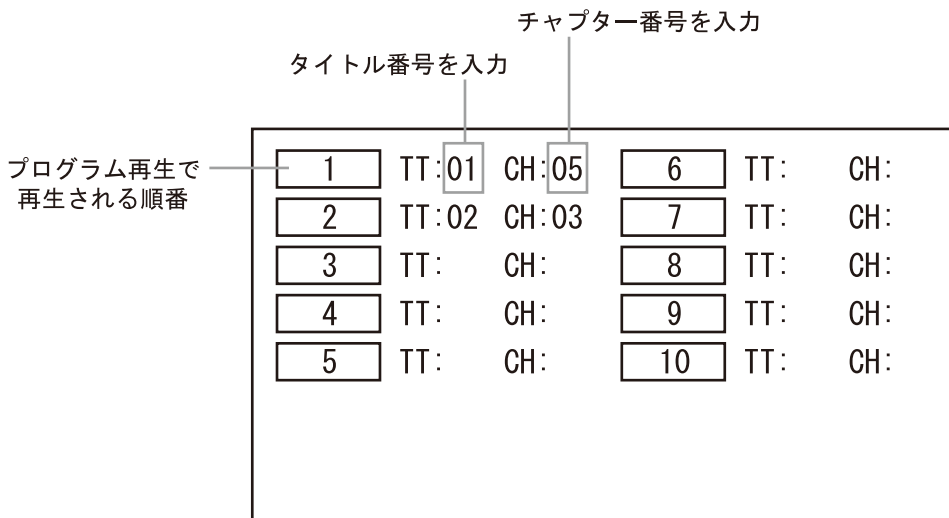 チャプター番号を入力
タイトル番号を入力
プログラム再生で
再生される順番
1 TT:01 CH:05 6 TT: CH:
2 TT:02 CH:03 7 TT: CH:
3 TT: CH: 8 TT: CH:
4 TT: CH: 9 TT: CH:
5 TT: CH: 10 TT: CH: